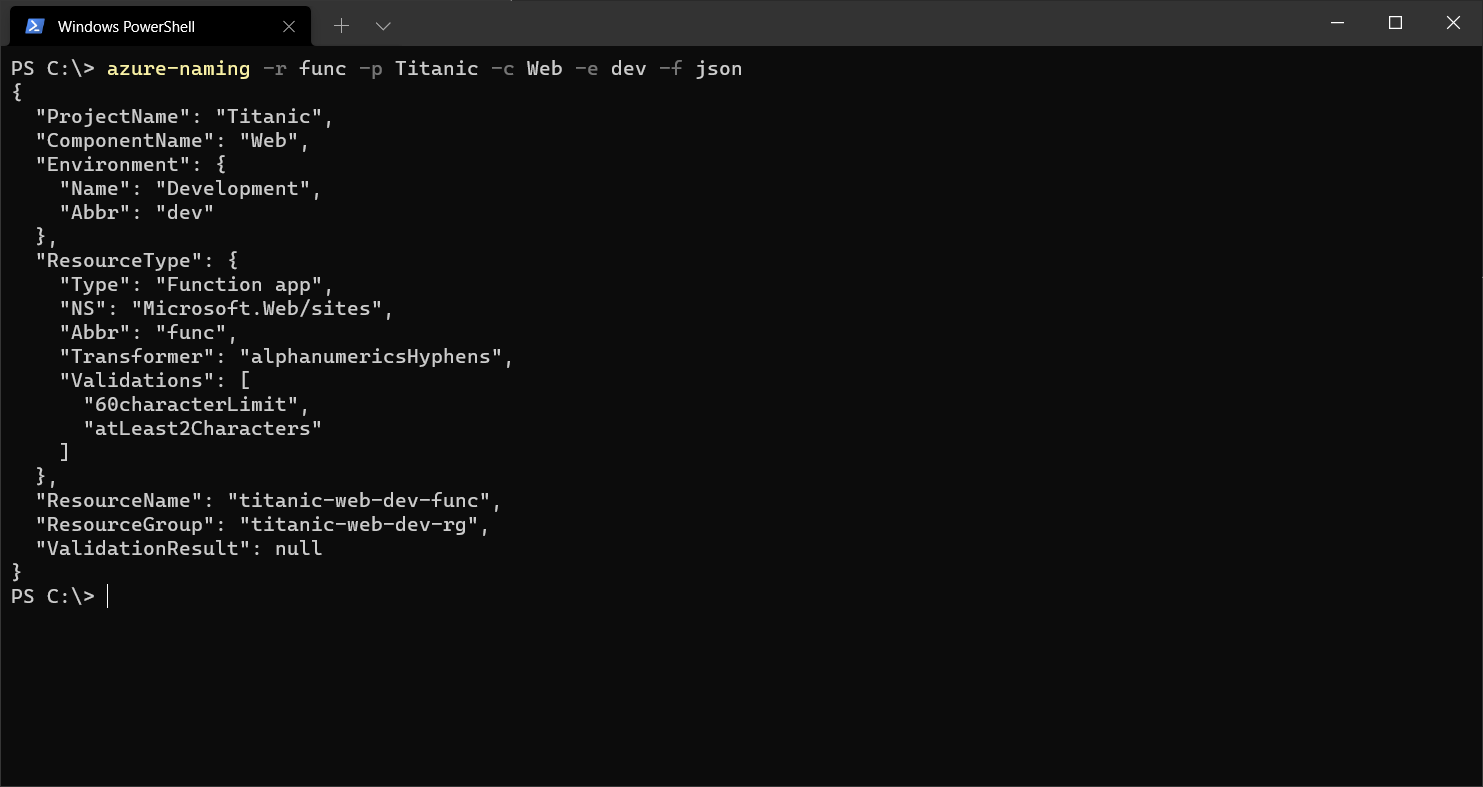 Windows PowerShell
PS C:\> azure-naming -r func -p Titanic -c Web -e dev -f json
{
  "ProjectName": "Titanic",
  "ComponentName": "Web",
  "Environment": {
    "Name": "Development",
    "Abbr": "dev"
  },
  "ResourceType": {
    "Type": "Function app",
    "NS": "Microsoft.Web/sites",
    "Abbr": "func",
    "Transformer": "alphanumericsHyphens",
    "Validations": [
      "60characterLimit",
      "atLeast2Characters"
    ]
  },
  "ResourceName": "titanic-web-dev-func",
  "ResourceGroup": "titanic-web-dev-rg",
  "ValidationResult": null
}
PS C:\>